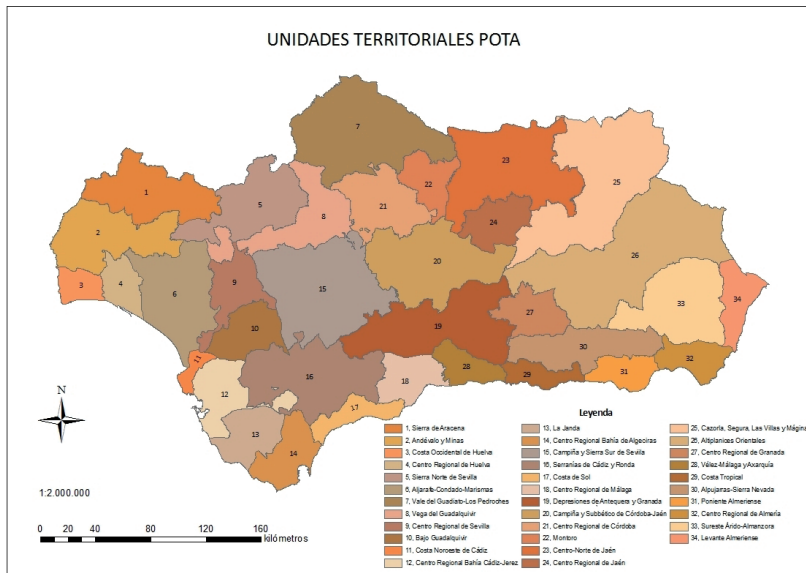 UNIDADES TERRITORIALES POTA
7
23
25
1
22
5
8
21
24
2
26
20
9
3
4
6
15
33
34
27
10
19
30
11
28
32
16
18
29
31
12
17
13
14
N
1:2.000.000
0 20 40 80 120 160
kilómetros
Leyenda
1, Sierra de Aracena
2, Andévalo y Minas
3, Costa Occidental de Huelva
4, Centro Regional de Huelva
5, Sierra Norte de Sevilla
6, Aljarafe-Condado-Marismas
7, Vale del Guadiato-Los Pedroches
8, Vega del Guadalquivir
9, Centro Regional de Sevilla
10, Bajo Guadalquivir
11, Costa Noroeste de Cádiz
12, Centro Regional Bahía Cádiz-Jerez
13, La Janda
14, Centro Regional Bahía de Algeciras
15, Campiña y Sierra Sur de Sevilla
16, Serranías de Cádiz y Ronda
17, Costa de Sol
18, Centro Regional de Málaga
19, Depresiones de Antequera y Granada
20, Campiña y Subbético de Córdoba-Jaén
21, Centro Regional de Córdoba
22, Montoro
23, Centro-Norte de Jaén
24, Centro Regional de Jaén
25, Cazorla, Segura, Las Villas y Mágina
26, Altiplanicies Orientales
27, Centro Regional de Granada
28, Vélez-Málaga y Axarquía
29, Costa Tropical
30, Alpujarras-Sierra Nevada
31, Poniente Almeriense
32, Centro Regional de Almería
33, Sureste Árido-Almanzora
34, Levante Almeriense